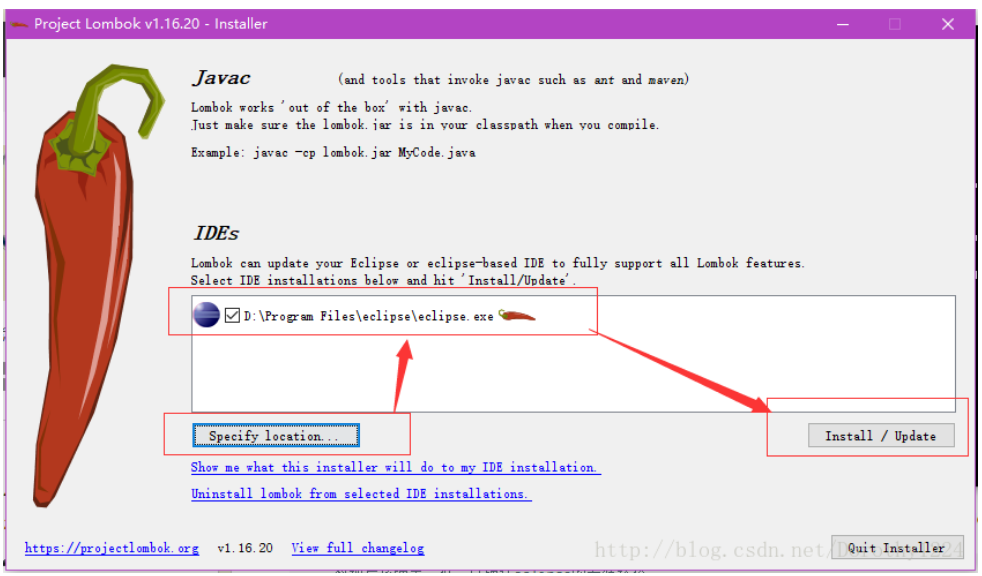 Project Lombok v1.16.20 - Installer
Javac (and tools that invoke javac such as ant and maven)
Lombok works 'out of the box' with javac.
Just make sure the lombok.jar is in your classpath when you compile.
Example: javac -cp lombok.jar MyCode.java
IDEs
Lombok can update your Eclipse or eclipse-based IDE to fully support all Lombok features.
Select IDE installations below and hit 'Install/Update'.
D:\Program Files\eclipse\eclipse.exe
Specify location...
Install / Update
Show me what this installer will do to my IDE installation.
Uninstall lombok from selected IDE installations.
https://projectlombok.org v1.16.20 View full changelog
Quit Installer
http://blog.csdn.net/